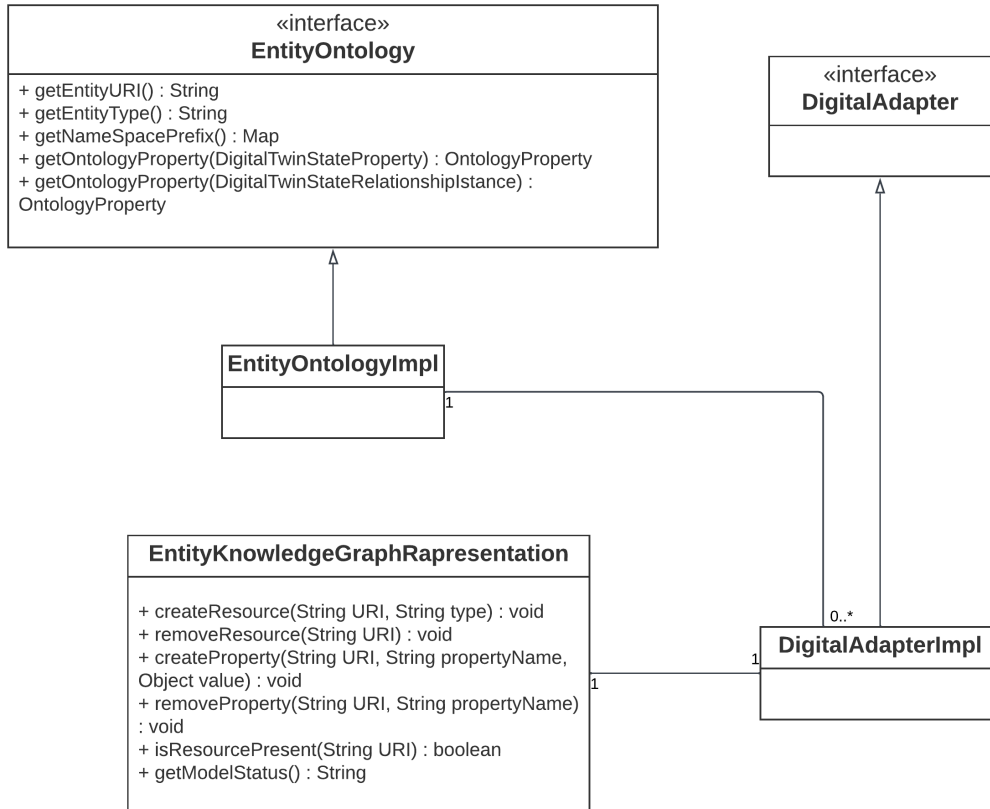 «interface»
EntityOntology
+ getEntityURI() : String
+ getEntityType() : String
+ getNameSpacePrefix() : Map
+ getOntologyProperty(DigitalTwinStateProperty) : OntologyProperty
+ getOntologyProperty(DigitalTwinStateRelationshipIstance) :
OntologyProperty
«interface»
DigitalAdapter
EntityOntologyImpl
1
0..*
EntityKnowledgeGraphRapresentation
+ createResource(String URI, String type) : void
+ removeResource(String URI) : void
+ createProperty(String URI, String propertyName,
Object value) : void
+ removeProperty(String URI, String propertyName)
: void
+ isResourcePresent(String URI) : boolean
+ getModelStatus() : String
1
1
DigitalAdapterImpl